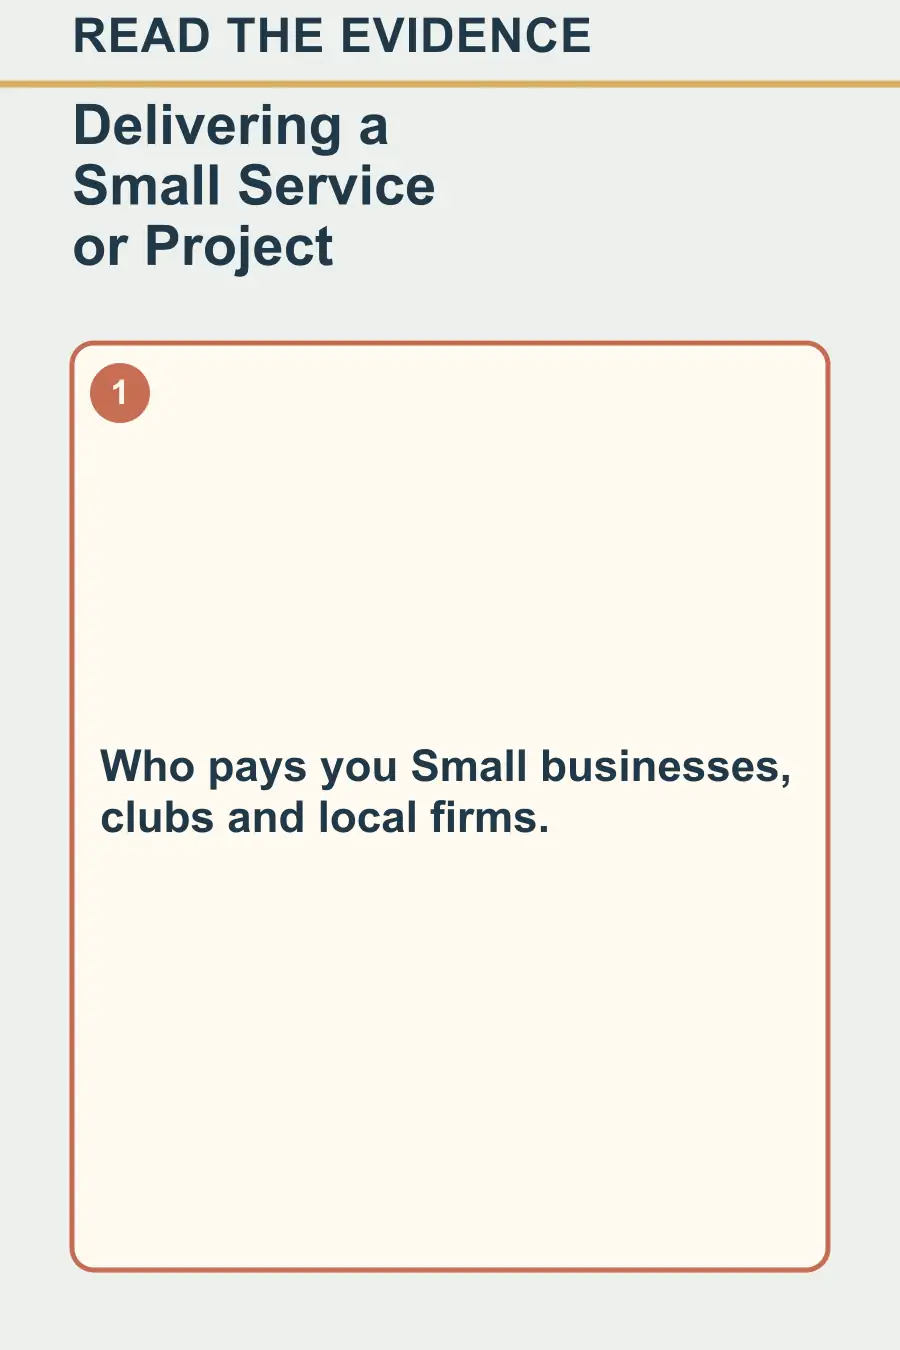 READ THE EVIDENCE
Delivering a
Small Service
or Project
1
Who pays you Small businesses,
clubs and local firms.